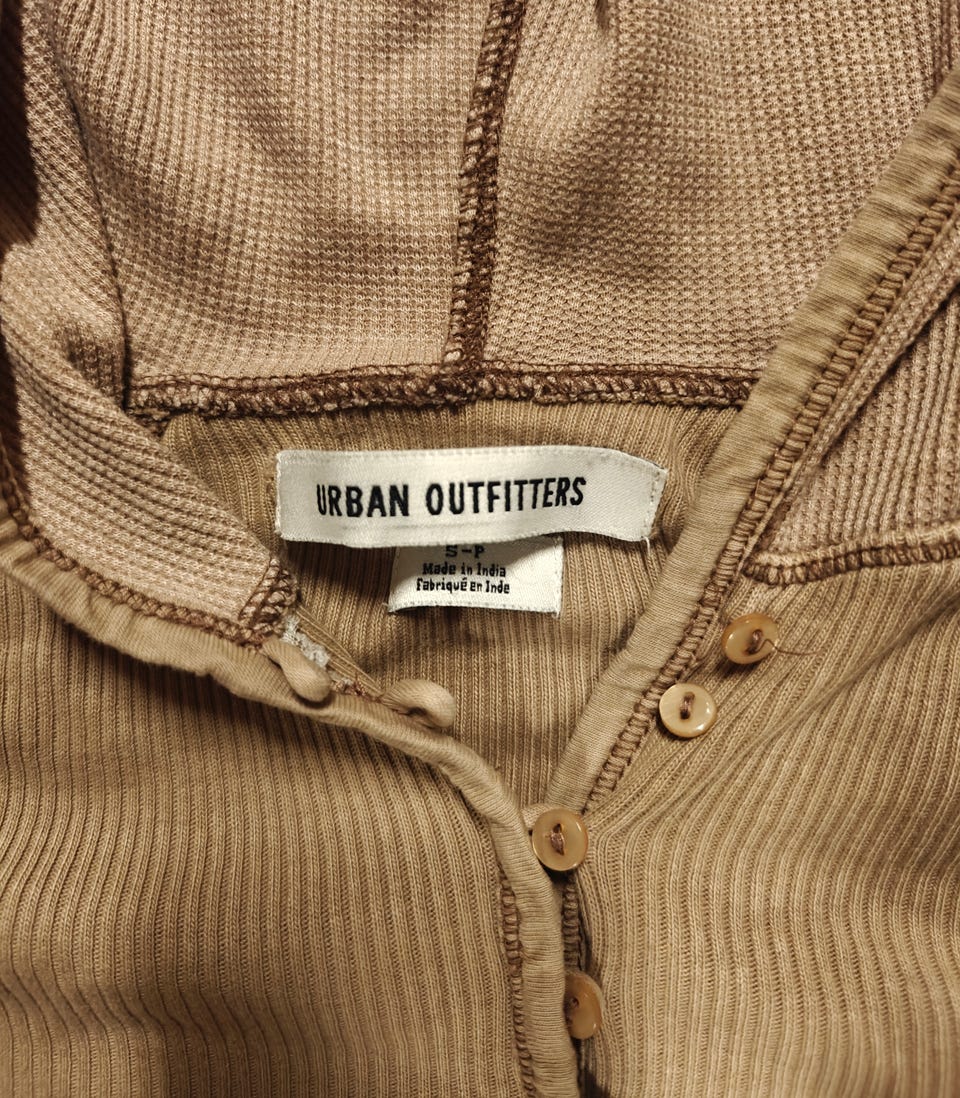 URBAN OUTFITTERS
S-P
Made in India
Fabriqué en Inde